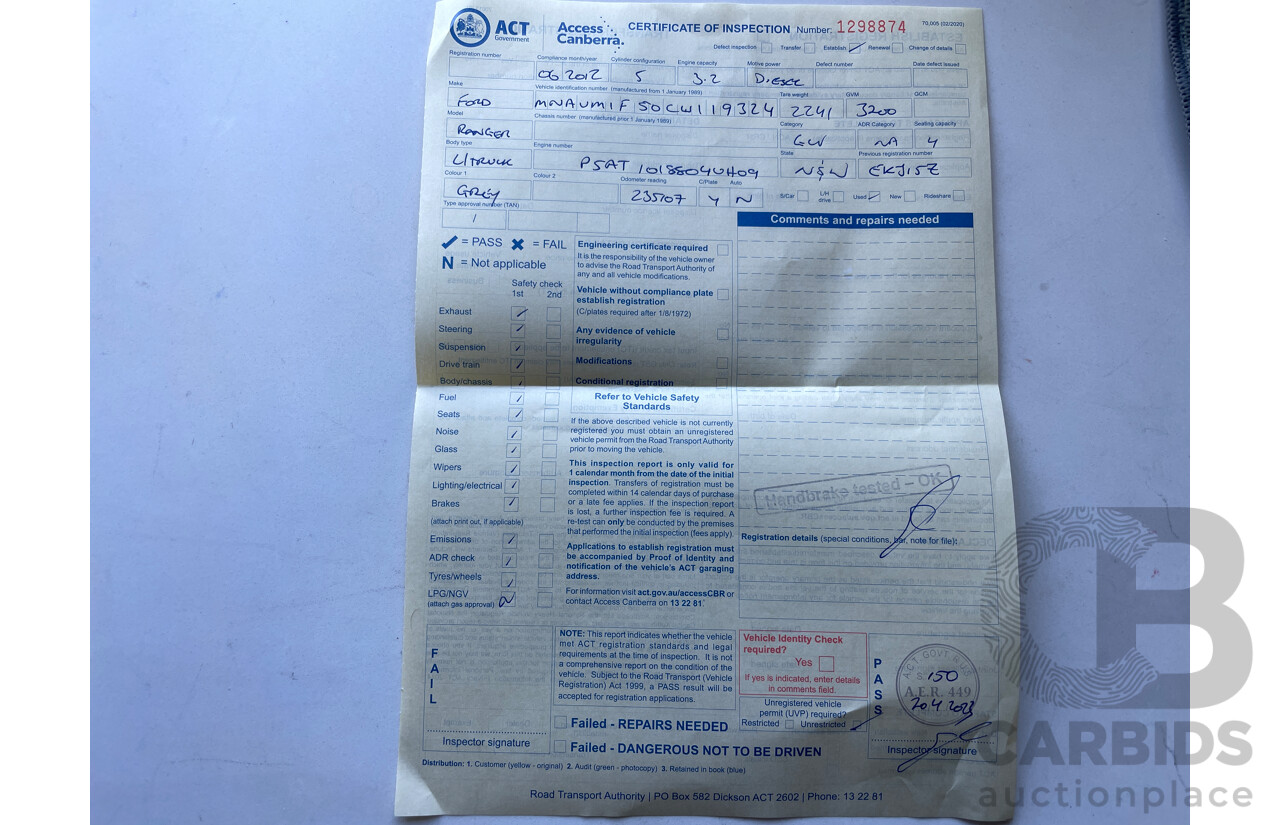 ACT Government
Access Canberra.
CERTIFICATE OF INSPECTION Number: 1298874
70.005 (02/2020)
Defect inspection Transfer Establish Renewal Change of details
Registration number Compliance month/year Cylinder configuration Engine capacity Motive power Defect number Date defect issued
06 2012 5 3.2 DIESEL
Make Vehicle identification number (manufactured from 1 January 1989) Tare weight GVM GCM
FORD MNAUM1F50CW119324 2241 3200
Model Chassis number (manufactured prior 1 January 1989) Category ADR Category Seating capacity
RANGER GW NA 4
Body type Engine number State Previous registration number
U/TRUCK P5AT 1018804UH09 NSW EKJ15Z
Colour 1 Colour 2 Odometer reading C/Plate Auto
GREY 235107 Y N
S/Car L/H drive Used New Rideshare
Type approval number (TAN)
/
Comments and repairs needed
= PASS = FAIL
N = Not applicable
Safety check
1st 2nd
Exhaust
Steering
Suspension
Drive train
Body/chassis
Fuel
Seats
Noise
Glass
Wipers
Lighting/electrical
Brakes
(attach print out, if applicable)
Emissions
ADR check
Tyres/wheels
LPG/NGV N
(attach gas approval)
Engineering certificate required
It is the responsibility of the vehicle owner
to advise the Road Transport Authority of
any and all vehicle modifications.
Vehicle without compliance plate
establish registration
(C/plates required after 1/8/1972)
Any evidence of vehicle
irregularity
Modifications
Conditional registration
Refer to Vehicle Safety
Standards
If the above described vehicle is not currently
registered you must obtain an unregistered
vehicle permit from the Road Transport Authority
prior to moving the vehicle.
This inspection report is only valid for
1 calendar month from the date of the initial
inspection. Transfers of registration must be
completed within 14 calendar days of purchase
or a late fee applies. If the inspection report
is lost, a further inspection fee is required. A
re-test can only be conducted by the premises
that performed the initial inspection (fees apply).
Applications to establish registration must
be accompanied by Proof of Identity and
notification of the vehicle's ACT garaging
address.
For information visit act.gov.au/accessCBR or
contact Access Canberra on 13 22 81.
Handbrake tested - OK
Registration details (special conditions, bar, note for file):
FAIL
Inspector signature
NOTE: This report indicates whether the vehicle
met ACT registration standards and legal
requirements at the time of inspection. It is not
a comprehensive report on the condition of the
vehicle. Subject to the Road Transport (Vehicle
Registration) Act 1999, a PASS result will be
accepted for registration applications.
Failed - REPAIRS NEEDED
Failed - DANGEROUS NOT TO BE DRIVEN
Vehicle Identity Check
required?
Yes
If yes is indicated, enter details
in comments field.
Unregistered vehicle
permit (UVP) required?
Restricted Unrestricted
PASS
ACT GOVT
150
A.E.R. 449
20.4 2023
Inspector signature
Distribution: 1. Customer (yellow - original) 2. Audit (green - photocopy) 3. Retained in book (blue)
Road Transport Authority | PO Box 582 Dickson ACT 2602 | Phone: 13 22 81
CARBIDS
auctionplace